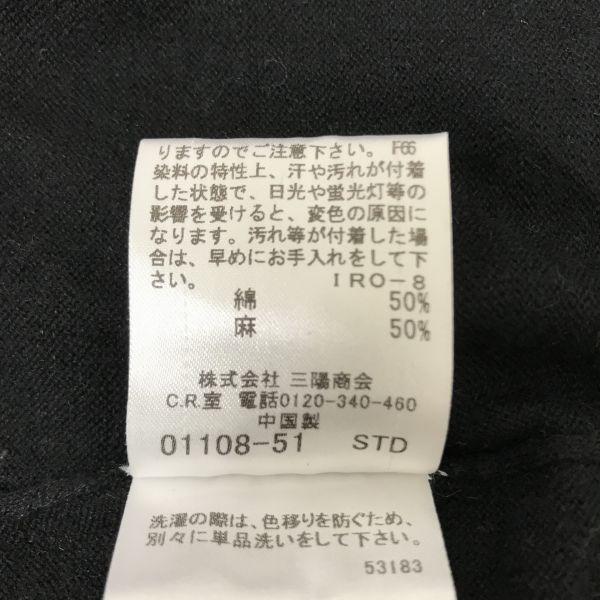 りますのでご注意下さい。 F66
染料の特性上、汗や汚れが付着
した状態で、日光や蛍光灯等の
影響を受けると、変色の原因に
なります。汚れ等が付着した場
合は、早めにお手入れをして下
さい。 IRO-8
綿 50%
麻 50%
株式会社 三陽商会
C.R.室 電話0120-340-460
中国製
01108-51 STD
洗濯の際は、色移りを防ぐため、
別々に単品洗いをして下さい。
53183